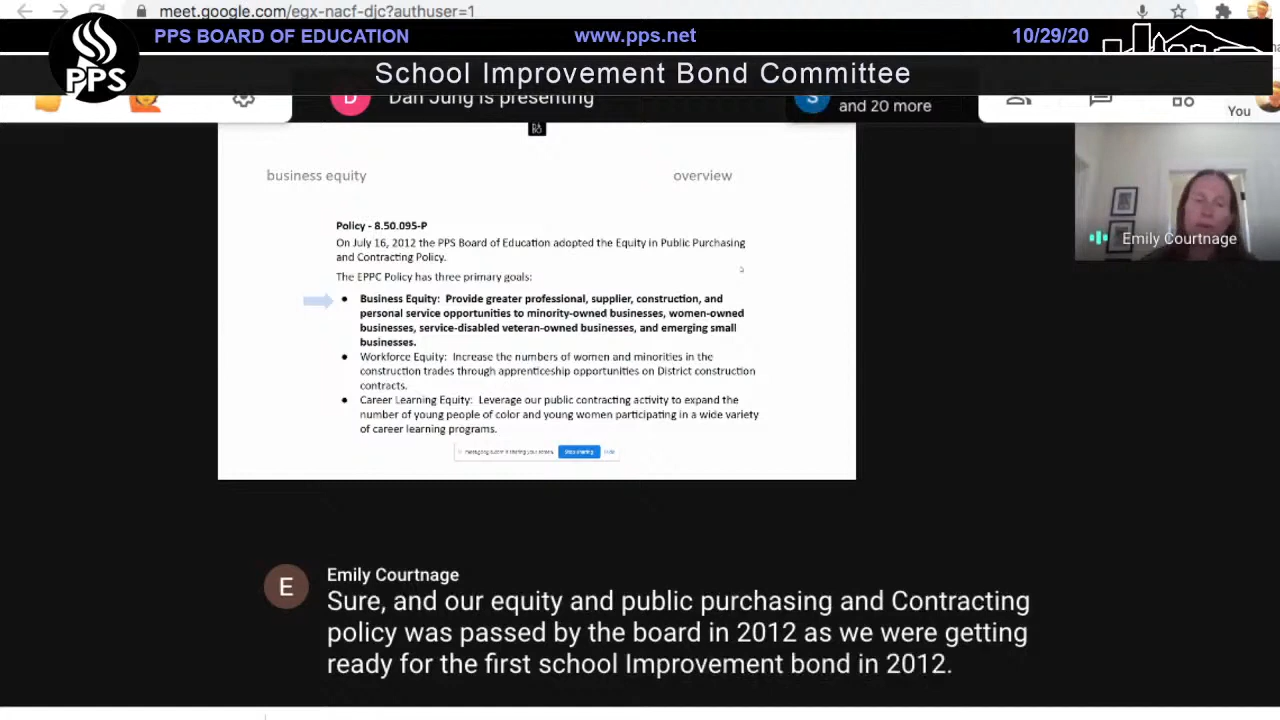 meet.google.com/egx-nacf-djc?authuser=1
PPS BOARD OF EDUCATION www.pps.net 10/29/20
PPS
School Improvement Bond Committee
D Dan Jung is presenting S and 20 more You
business equity overview
Policy - 8.50.095-P
On July 16, 2012 the PPS Board of Education adopted the Equity in Public Purchasing
and Contracting Policy.
The EPPC Policy has three primary goals:
● Business Equity: Provide greater professional, supplier, construction, and
personal service opportunities to minority-owned businesses, women-owned
businesses, service-disabled veteran-owned businesses, and emerging small
businesses.
● Workforce Equity: Increase the numbers of women and minorities in the
construction trades through apprenticeship opportunities on District construction
contracts.
● Career Learning Equity: Leverage our public contracting activity to expand the
number of young people of color and young women participating in a wide variety
of career learning programs.
Stop sharing
Emily Courtnage
E Emily Courtnage
Sure, and our equity and public purchasing and Contracting
policy was passed by the board in 2012 as we were getting
ready for the first school Improvement bond in 2012.